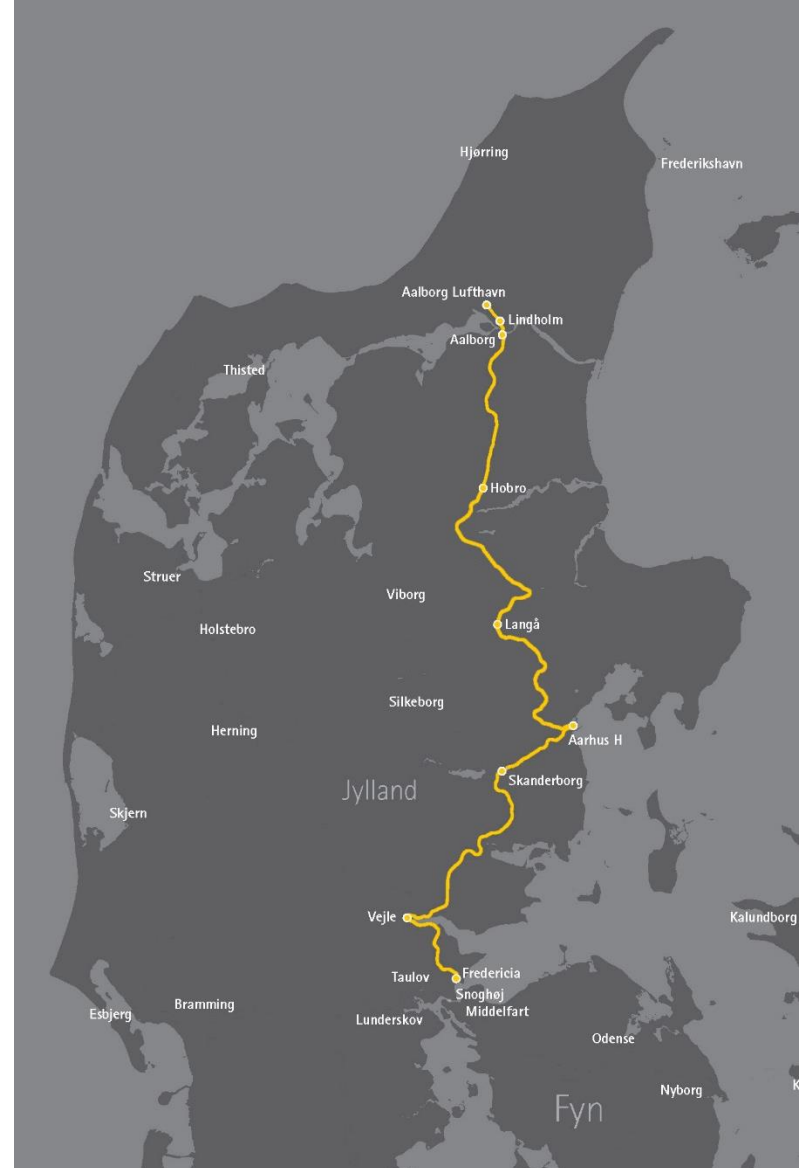 Hjørring
Frederikshavn
Aalborg Lufthavn
Lindholm
Aalborg
Thisted
Hobro
Struer
Viborg
Holstebro
Langå
Silkeborg
Herning
Aarhus H
Skanderborg
Jylland
Skjern
Vejle
Kalundborg
Taulov
Fredericia
Snoghøj
Bramming
Middelfart
Esbjerg
Lunderskov
Odense
Nyborg
K
Fyn